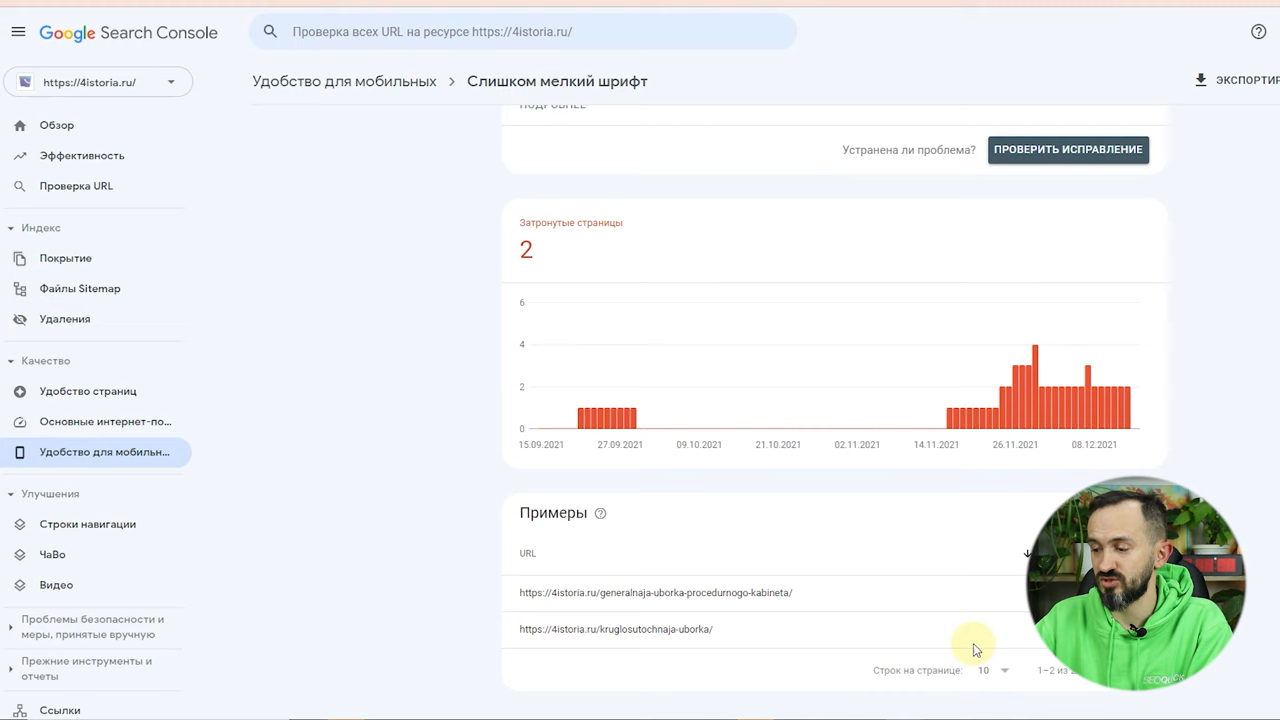 Google Search Console
Проверка всех URL на ресурсе https://4istoria.ru/
https://4istoria.ru/
Удобство для мобильных
Слишком мелкий шрифт
ЭКСПОРТИР
ПОДРОБНЕЕ
Обзор
Эффективность
Проверка URL
Индекс
Покрытие
Файлы Sitemap
Удаления
Качество
Удобство страниц
Основные интернет-по...
Удобство для мобильн...
Улучшения
Строки навигации
ЧаВо
Видео
Проблемы безопасности и
меры, принятые вручную
Прежние инструменты и
отчеты
Ссылки
Устранена ли проблема?
ПРОВЕРИТЬ ИСПРАВЛЕНИЕ
Затронутые страницы
2
6
4
2
0
15.09.2021 27.09.2021 09.10.2021 21.10.2021 02.11.2021 14.11.2021 26.11.2021 08.12.2021
Примеры
URL
https://4istoria.ru/generalnaja-uborka-procedurnogo-kabineta/
https://4istoria.ru/kruglosutochnaja-uborka/
Строк на странице: 10
1–2 из
SEOQUICK